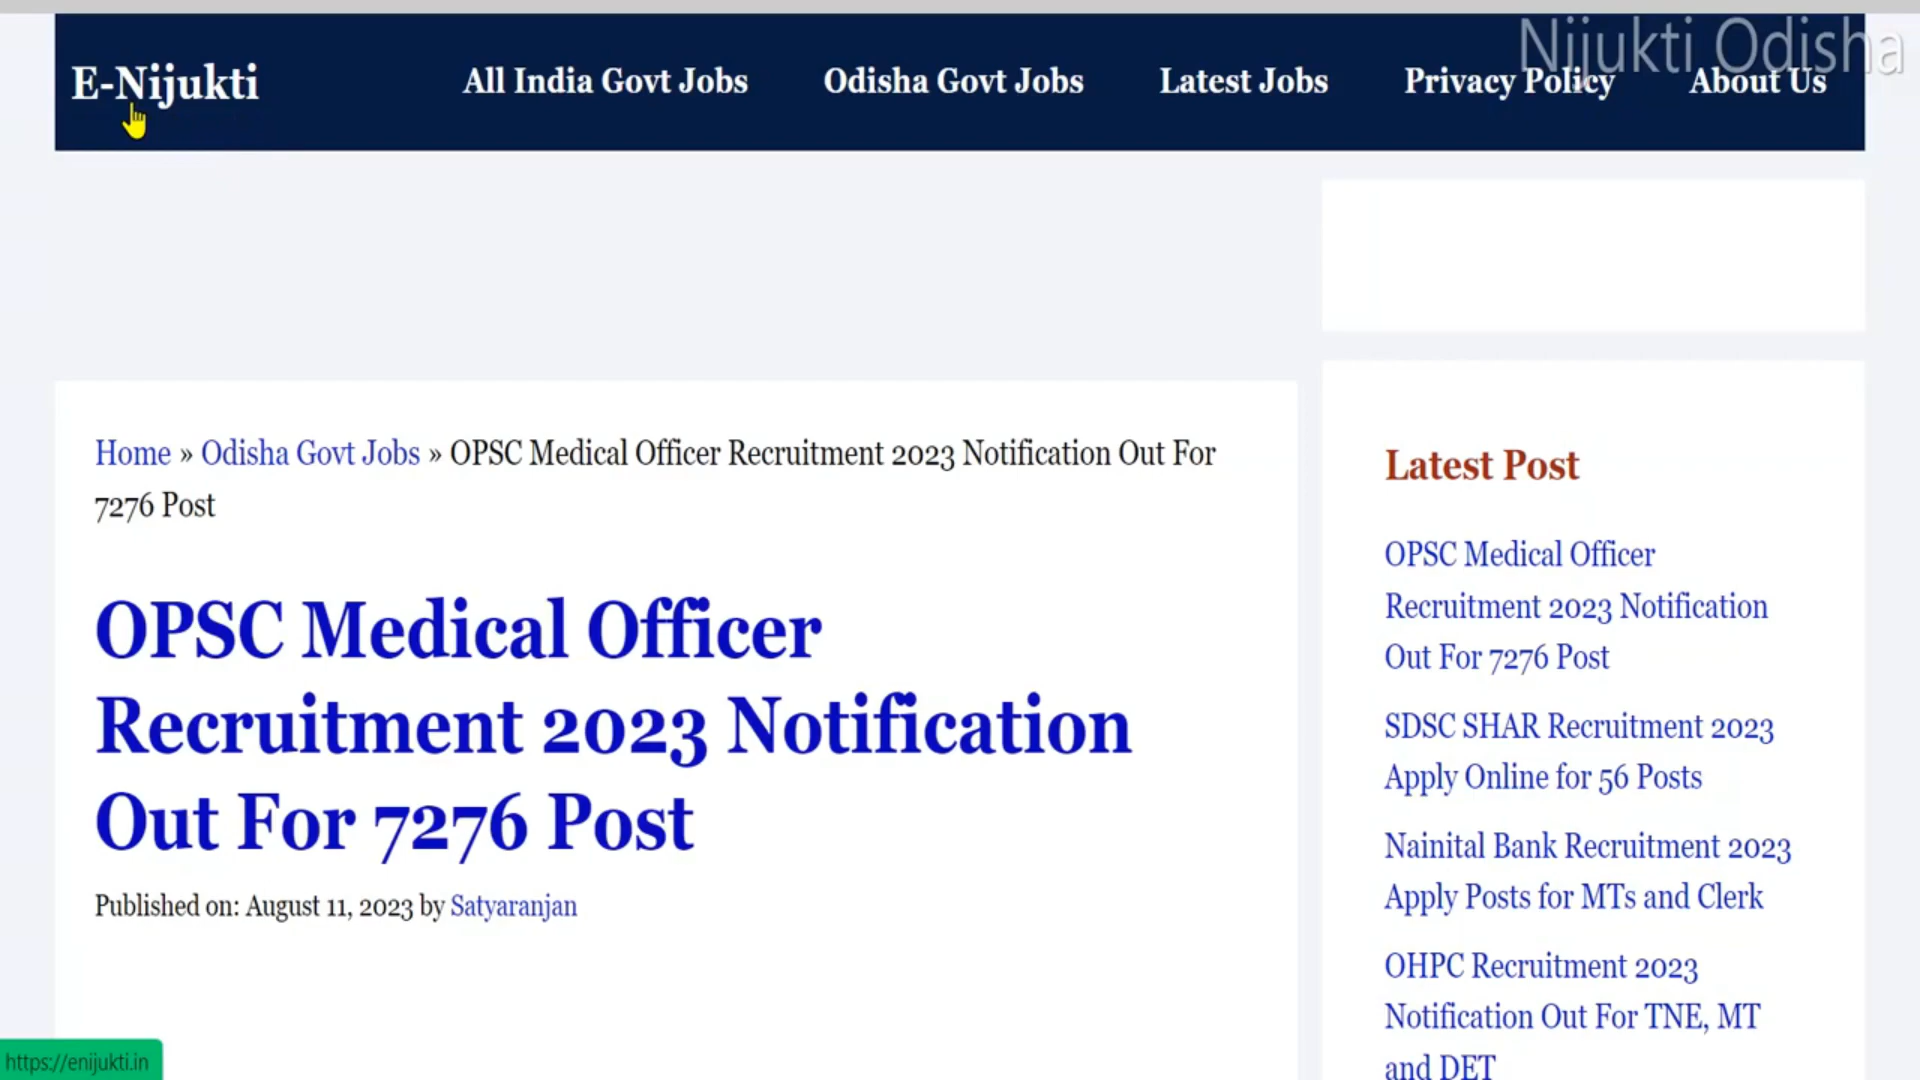 Nijukti Odisha
E-Nijukti
All India Govt Jobs
Odisha Govt Jobs
Latest Jobs
Privacy Policy
About Us
Home » Odisha Govt Jobs » OPSC Medical Officer Recruitment 2023 Notification Out For
7276 Post
OPSC Medical Officer
Recruitment 2023 Notification
Out For 7276 Post
Published on: August 11, 2023 by Satyaranjan
Latest Post
OPSC Medical Officer
Recruitment 2023 Notification
Out For 7276 Post
SDSC SHAR Recruitment 2023
Apply Online for 56 Posts
Nainital Bank Recruitment 2023
Apply Posts for MTs and Clerk
OHPC Recruitment 2023
Notification Out For TNE, MT
and DET
https://enijukti.in